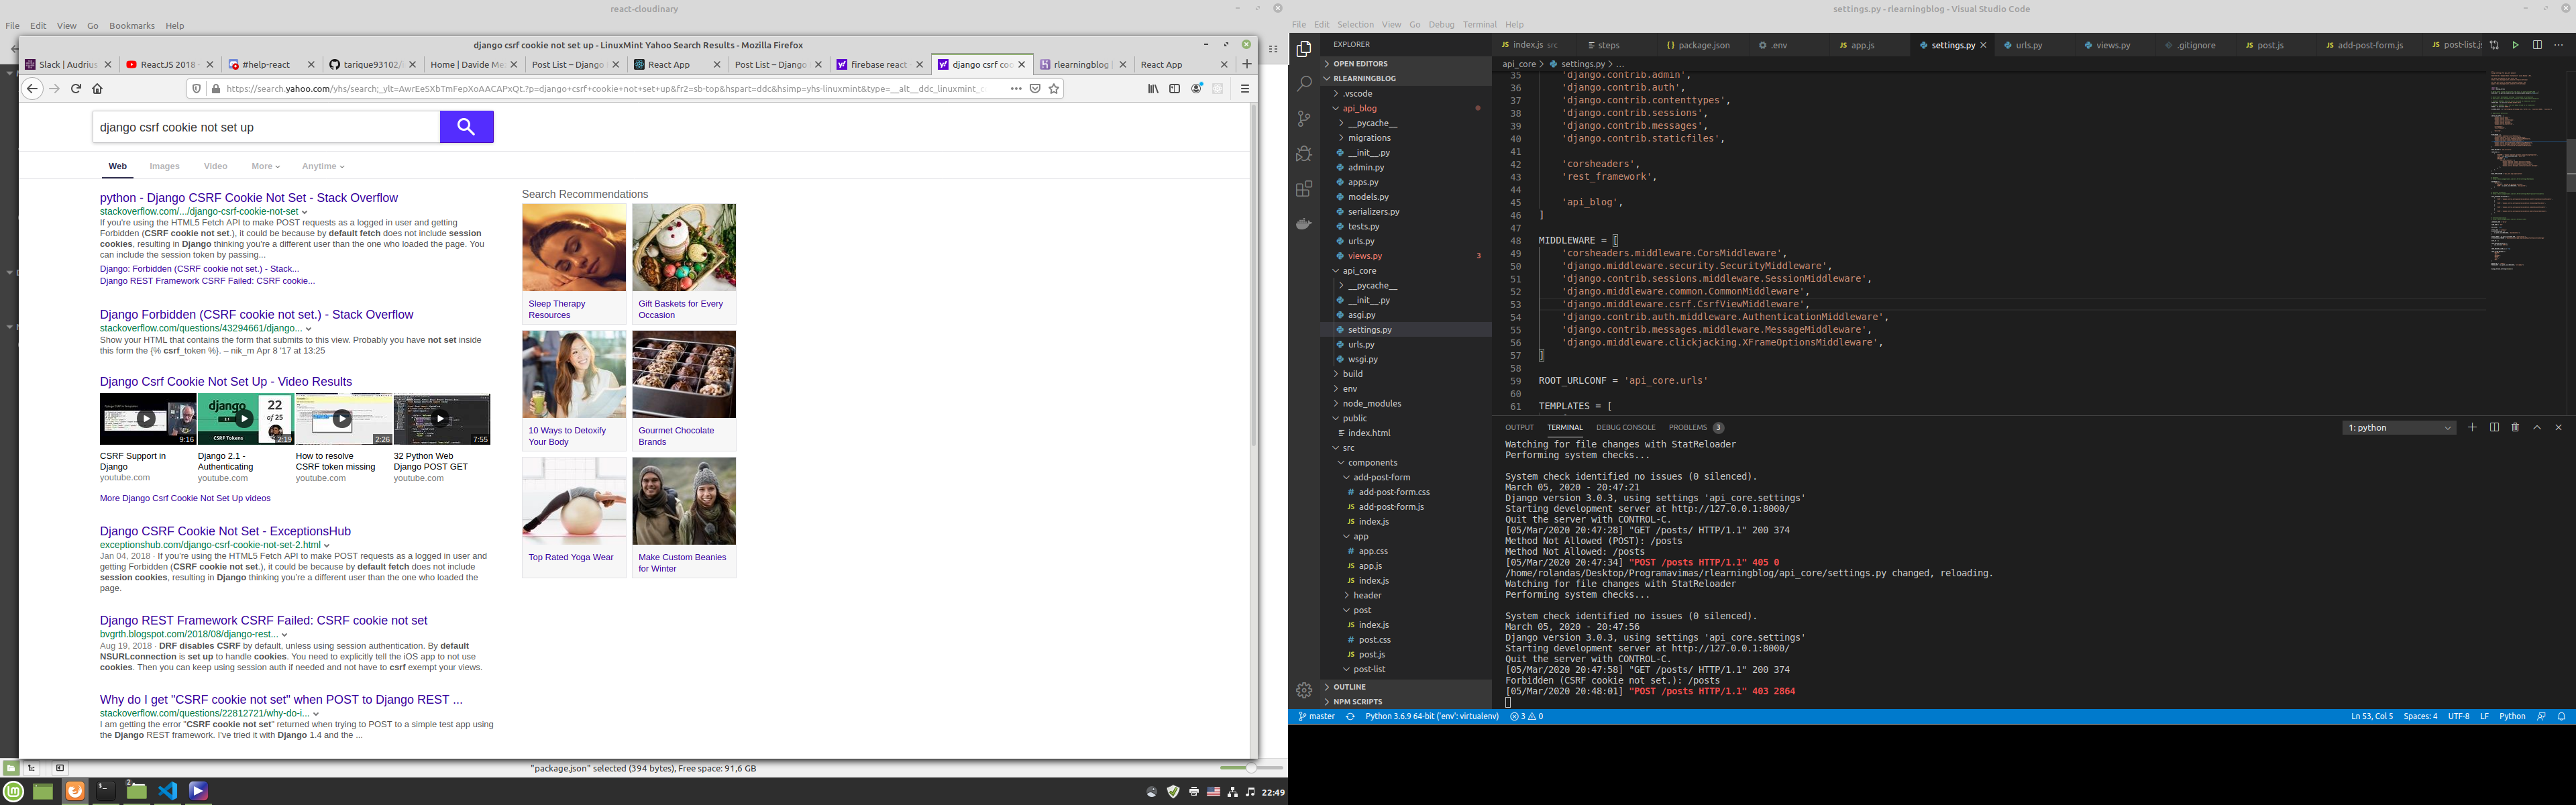 react-cloudinary
File Edit View Go Bookmarks Help
django csrf cookie not set up - LinuxMint Yahoo Search Results - Mozilla Firefox
Slack | Audrius
ReactJS 2018 -
#help-react
tarique93102/
Home | Davide Me
Post List – Django
React App
Post List – Django
firebase react
django csrf coo
rlearningblog |
React App
django csrf cookie not set up
Web Images Video More Anytime
python - Django CSRF Cookie Not Set - Stack Overflow
stackoverflow.com/.../django-csrf-cookie-not-set
If you're using the HTML5 Fetch API to make POST requests as a logged in user and getting
Forbidden (CSRF cookie not set.), it could be because by default fetch does not include session
cookies, resulting in Django thinking you're a different user than the one who loaded the page. You
can include the session token by passing...
Django: Forbidden (CSRF cookie not set.) - Stack...
Django REST Framework CSRF Failed: CSRF cookie...
Django Forbidden (CSRF cookie not set.) - Stack Overflow
stackoverflow.com/questions/43294661/django...
Show your HTML that contains the form that submits to this view. Probably you have not set inside
this form the {% csrf_token %}. – nik_m Apr 8 '17 at 13:25
Django Csrf Cookie Not Set Up - Video Results
9:16
django
22
of 25
CSRF Tokens
2:19
2:26
7:55
CSRF Support in
Django
youtube.com
Django 2.1 -
Authenticating
youtube.com
How to resolve
CSRF token missing
youtube.com
32 Python Web
Django POST GET
youtube.com
More Django Csrf Cookie Not Set Up videos
Django CSRF Cookie Not Set - ExceptionsHub
exceptionshub.com/django-csrf-cookie-not-set-2.html
Jan 04, 2018 · If you're using the HTML5 Fetch API to make POST requests as a logged in user and
getting Forbidden (CSRF cookie not set.), it could be because by default fetch does not include
session cookies, resulting in Django thinking you're a different user than the one who loaded the
page.
Django REST Framework CSRF Failed: CSRF cookie not set
bvgrth.blogspot.com/2018/08/django-rest...
Aug 19, 2018 · DRF disables CSRF by default, unless using session authentication. By default
NSURLconnection is set up to handle cookies. You need to explicitly tell the iOS app to not use
cookies. Then you can keep using session auth if needed and not have to csrf exempt your views.
Why do I get "CSRF cookie not set" when POST to Django REST ...
stackoverflow.com/questions/22812721/why-do-i...
I am getting the error "CSRF cookie not set" returned when trying to POST to a simple test app using
the Django REST framework. I've tried it with Django 1.4 and the ...
Search Recommendations
Sleep Therapy
Resources
Gift Baskets for Every
Occasion
10 Ways to Detoxify
Your Body
Gourmet Chocolate
Brands
Top Rated Yoga Wear
Make Custom Beanies
for Winter
"package.json" selected (394 bytes), Free space: 91,6 GB
22:49
settings.py - rlearningblog - Visual Studio Code
File Edit Selection View Go Debug Terminal Help
EXPLORER
OPEN EDITORS
RLEARNINGBLOG
.vscode
api_blog
__pycache__
migrations
__init__.py
admin.py
apps.py
models.py
serializers.py
tests.py
urls.py
views.py 3
api_core
__pycache__
__init__.py
asgi.py
settings.py
urls.py
wsgi.py
build
env
node_modules
public
index.html
src
components
add-post-form
add-post-form.css
add-post-form.js
index.js
app
app.css
app.js
index.js
header
post
index.js
post.css
post.js
post-list
OUTLINE
NPM SCRIPTS
index.js src
steps
package.json
.env
app.js
settings.py
urls.py
views.py
.gitignore
post.js
add-post-form.js
post-list.js
api_core > settings.py > ...
35 'django.contrib.admin',
36 'django.contrib.auth',
37 'django.contrib.contenttypes',
38 'django.contrib.sessions',
39 'django.contrib.messages',
40 'django.contrib.staticfiles',
41
42 'corsheaders',
43 'rest_framework',
44
45 'api_blog',
46 ]
47
48 MIDDLEWARE = [
49 'corsheaders.middleware.CorsMiddleware',
50 'django.middleware.security.SecurityMiddleware',
51 'django.contrib.sessions.middleware.SessionMiddleware',
52 'django.middleware.common.CommonMiddleware',
53 'django.middleware.csrf.CsrfViewMiddleware',
54 'django.contrib.auth.middleware.AuthenticationMiddleware',
55 'django.contrib.messages.middleware.MessageMiddleware',
56 'django.middleware.clickjacking.XFrameOptionsMiddleware',
57 ]
58
59 ROOT_URLCONF = 'api_core.urls'
60
61 TEMPLATES = [
OUTPUT TERMINAL DEBUG CONSOLE PROBLEMS 3
1: python
Watching for file changes with StatReloader
Performing system checks...
System check identified no issues (0 silenced).
March 05, 2020 - 20:47:21
Django version 3.0.3, using settings 'api_core.settings'
Starting development server at http://127.0.0.1:8000/
Quit the server with CONTROL-C.
[05/Mar/2020 20:47:28] "GET /posts/ HTTP/1.1" 200 374
Method Not Allowed (POST): /posts
Method Not Allowed: /posts
[05/Mar/2020 20:47:34] "POST /posts HTTP/1.1" 405 0
/home/rolandas/Desktop/Programavimas/rlearningblog/api_core/settings.py changed, reloading.
Watching for file changes with StatReloader
Performing system checks...
System check identified no issues (0 silenced).
March 05, 2020 - 20:47:56
Django version 3.0.3, using settings 'api_core.settings'
Starting development server at http://127.0.0.1:8000/
Quit the server with CONTROL-C.
[05/Mar/2020 20:47:58] "GET /posts/ HTTP/1.1" 200 374
Forbidden (CSRF cookie not set.): /posts
[05/Mar/2020 20:48:01] "POST /posts HTTP/1.1" 403 2864
master
Python 3.6.9 64-bit ('env': virtualenv)
3 0
Ln 53, Col 5 Spaces: 4 UTF-8 LF Python